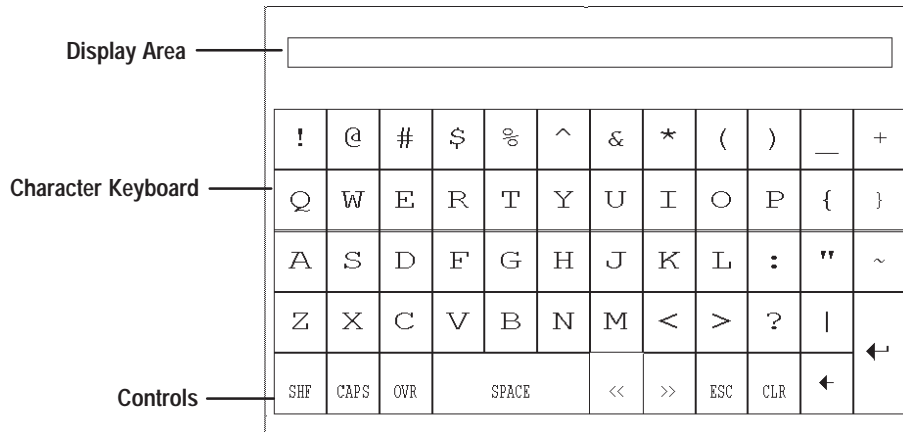 Display Area
! @ # $ % ^ & * ( ) _ +
Character Keyboard
Q W E R T Y U I O P { }
A S D F G H J K L : " ~
Z X C V B N M < > ? | ↵
Controls
SHF CAPS OVR SPACE << >> ESC CLR ←